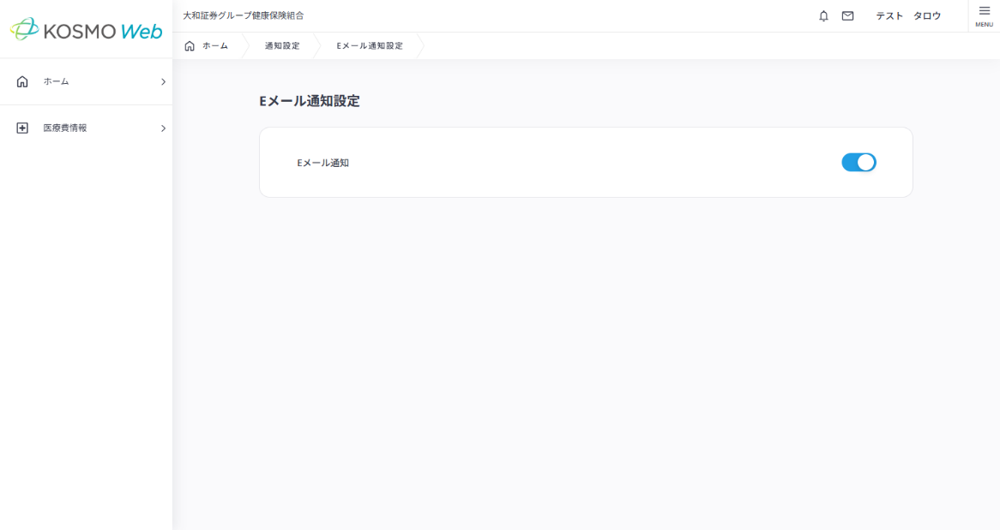 KOSMO Web
大和証券グループ健康保険組合
テスト タロウ
MENU
ホーム
通知設定
Eメール通知設定
ホーム
医療費情報
Eメール通知設定
Eメール通知